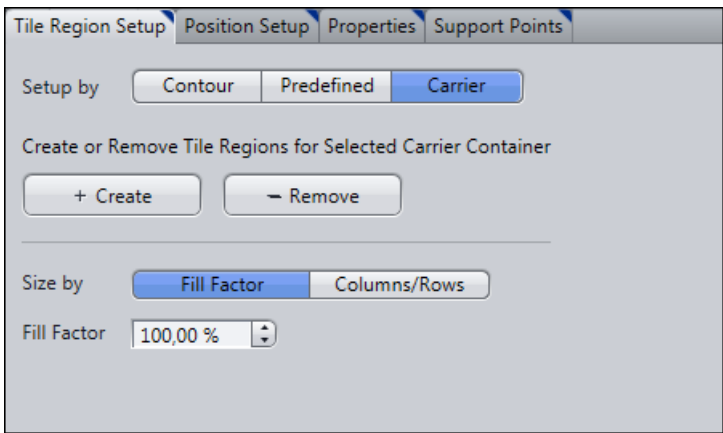 Tile Region Setup Position Setup Properties Support Points
Setup by Contour Predefined Carrier
Create or Remove Tile Regions for Selected Carrier Container
+ Create − Remove
Size by Fill Factor Columns/Rows
Fill Factor 100,00 %